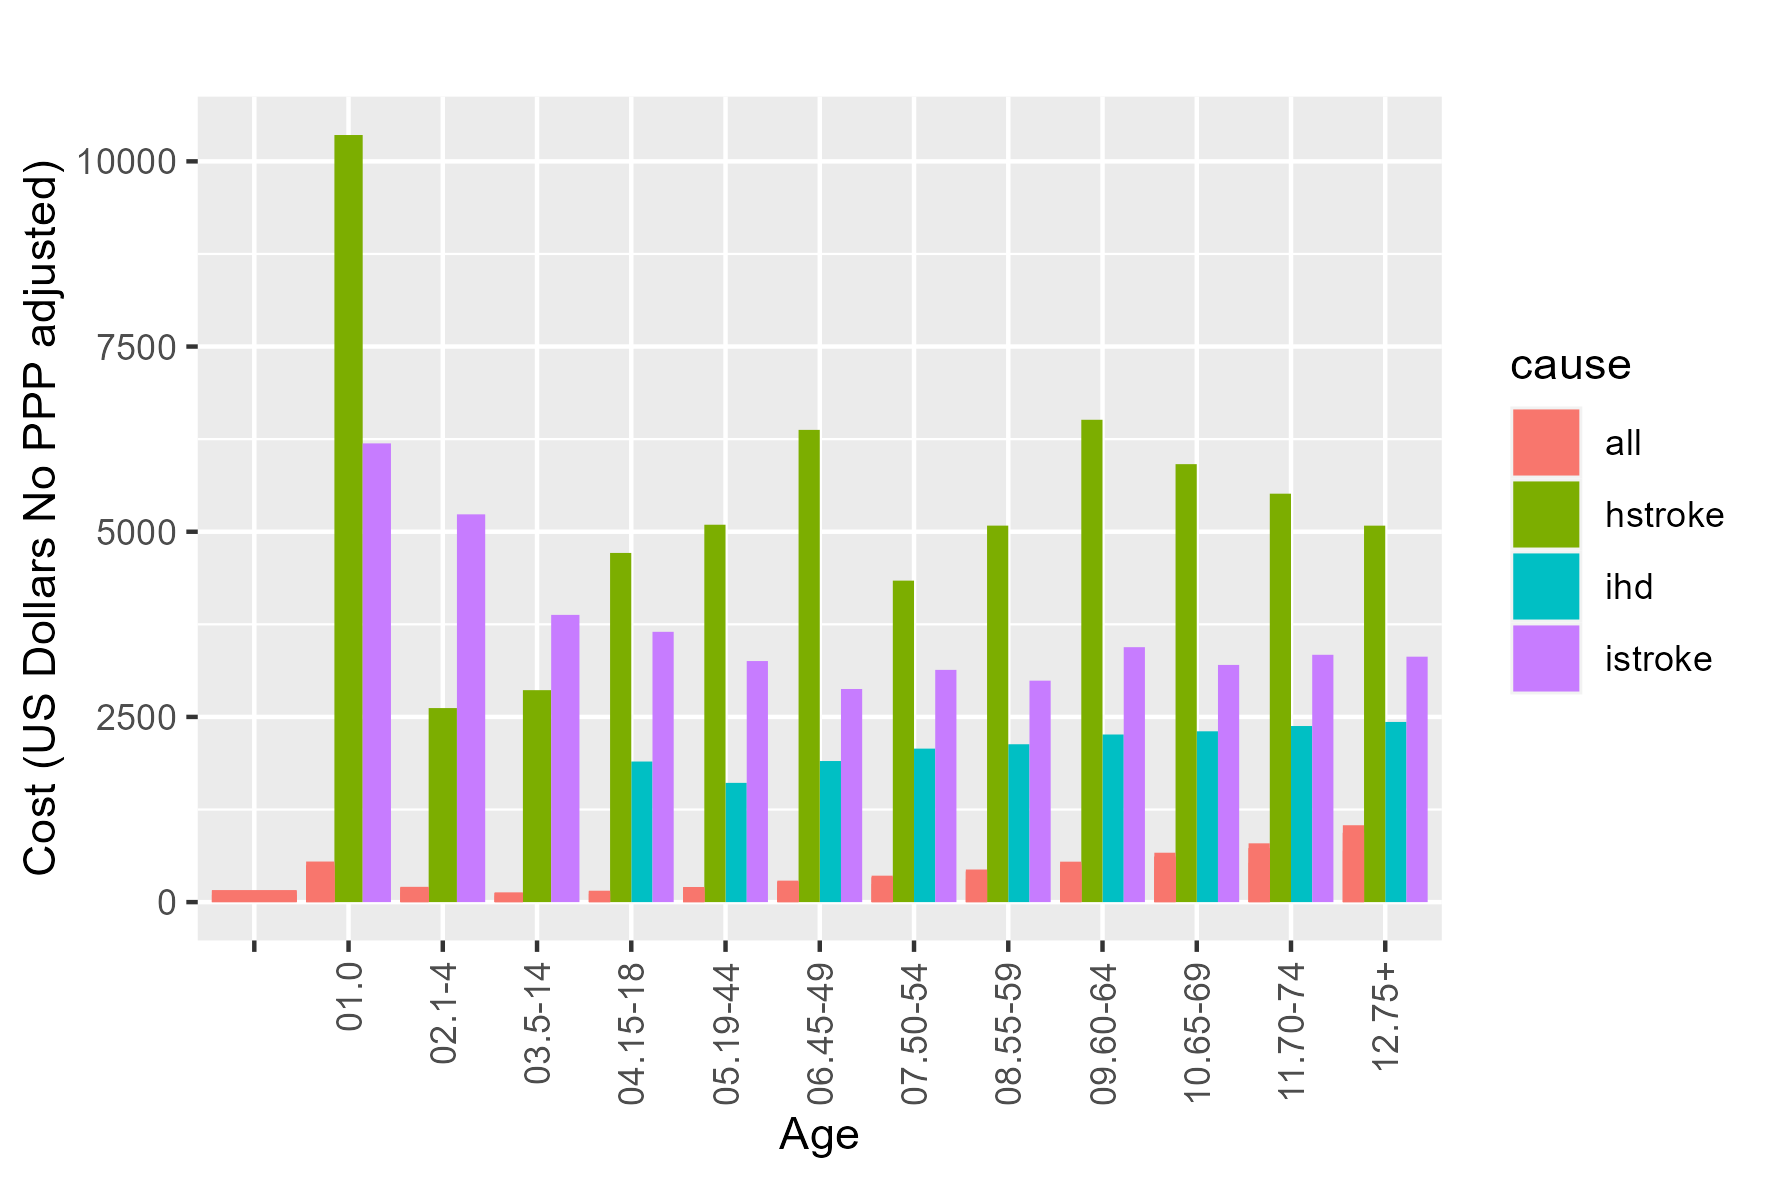 Cost (US Dollars No PPP adjusted)
10000
7500
5000
2500
0
01.0
02.1-4
03.5-14
04.15-18
05.19-44
06.45-49
07.50-54
08.55-59
09.60-64
10.65-69
11.70-74
12.75+
Age
cause
all
hstroke
ihd
istroke